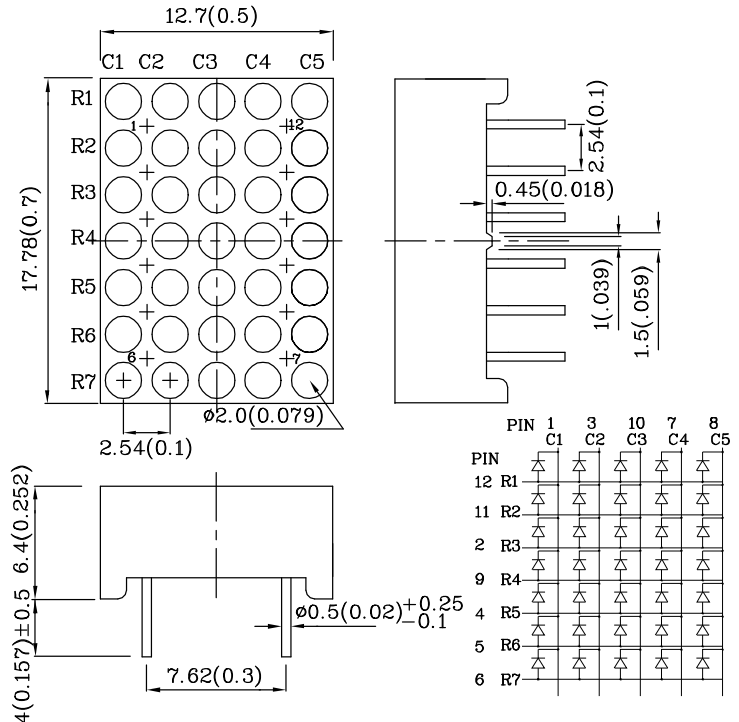 12.7(0.5)
C1 C2 C3 C4 C5
R1
1 12
R2
R3
R4
R5
R6
6 7
R7
17.78(0.7)
ø2.0(0.079)
2.54(0.1)
2.54(0.1)
0.45(0.018)
1(.039)
1.5(.059)
6.4(0.252)
4(0.157)±0.5
ø0.5(0.02)+0.25
-0.1
7.62(0.3)
PIN 1 3 10 7 8
C1 C2 C3 C4 C5
PIN
12 R1
11 R2
2 R3
9 R4
4 R5
5 R6
6 R7